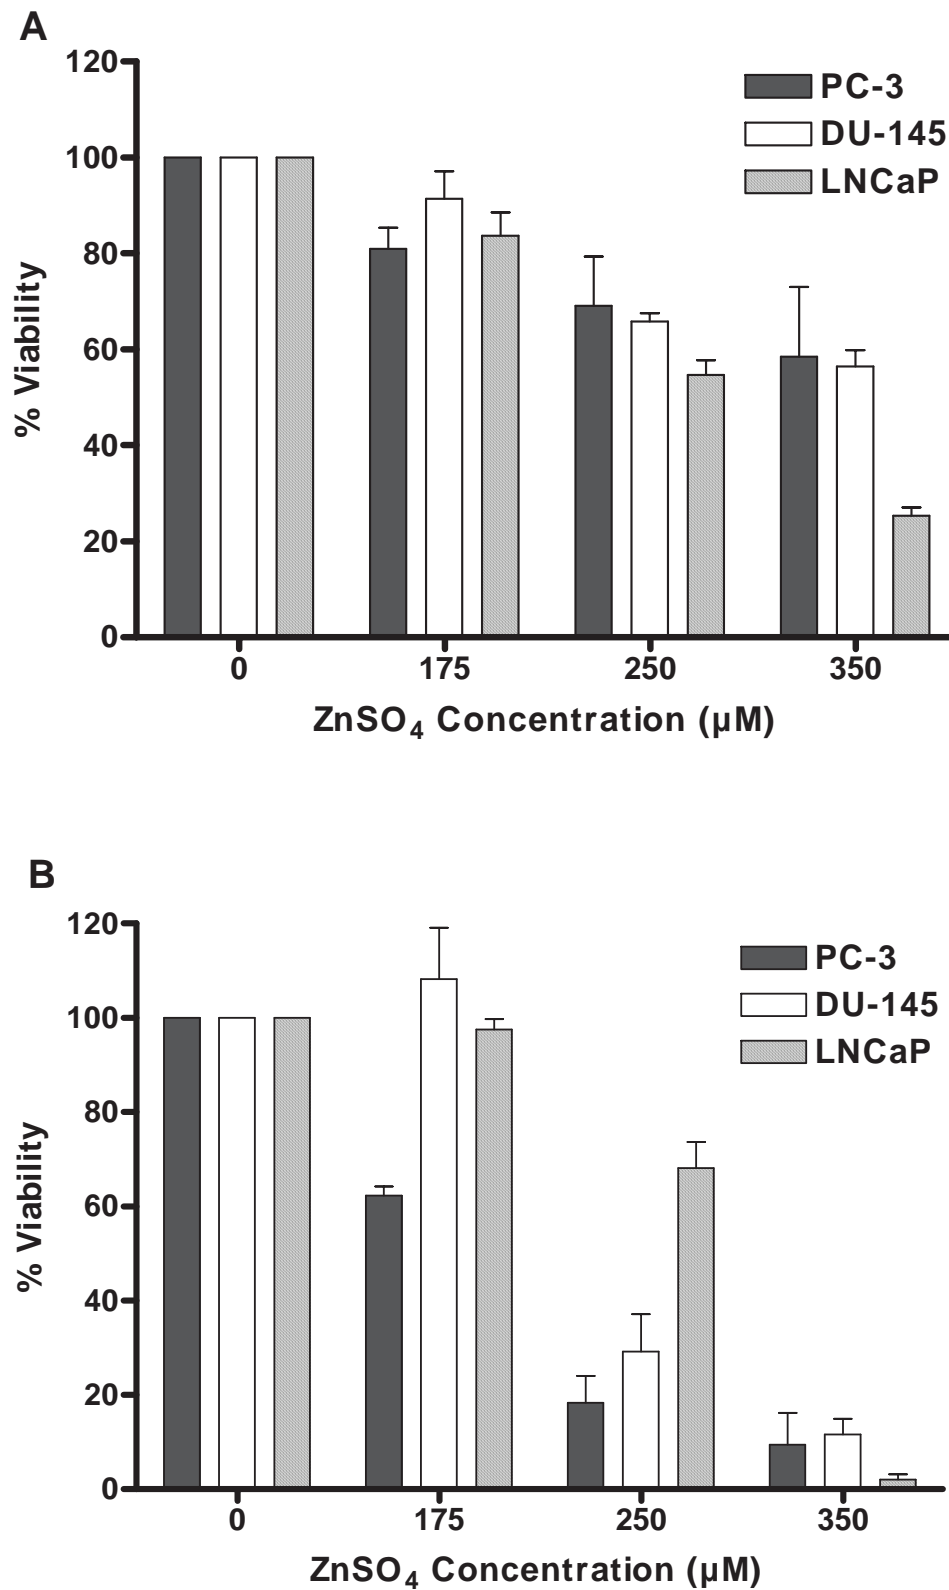 A
120
100
80
60
40
20
0
% Viability
PC-3
DU-145
LNCaP
0 175 250 350
ZnSO₄ Concentration (µM)
B
120
100
80
60
40
20
0
% Viability
PC-3
DU-145
LNCaP
0 175 250 350
ZnSO₄ Concentration (µM)